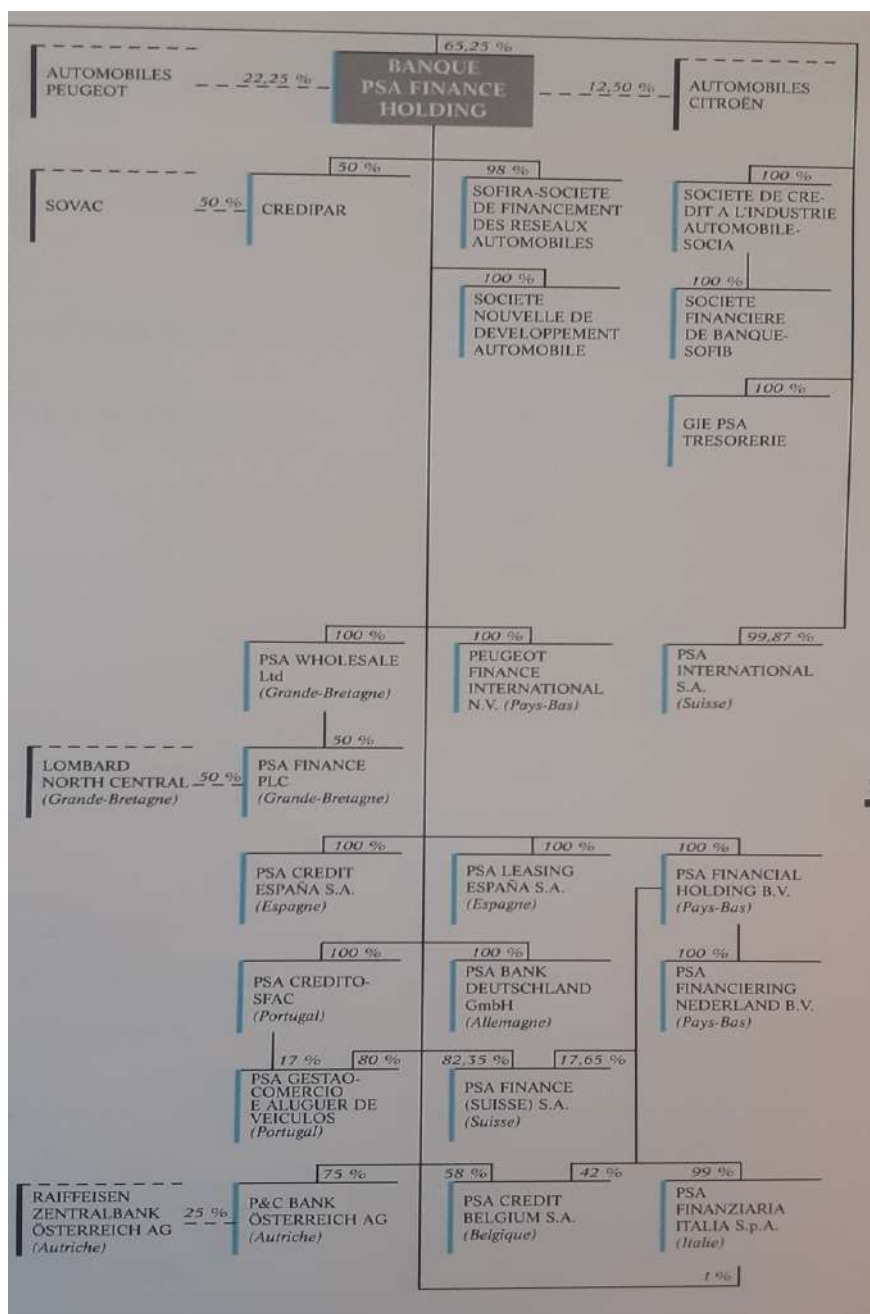 65,25 %
AUTOMOBILES
PEUGEOT
22,25 %
BANQUE
PSA FINANCE
HOLDING
12,50 %
AUTOMOBILES
CITROËN
SOVAC
50 %
50 %
CREDIPAR
98 %
SOFIRA-SOCIETE
DE FINANCEMENT
DES RESEAUX
AUTOMOBILES
100 %
SOCIETE DE CRE-
DIT A L'INDUSTRIE
AUTOMOBILE-
SOCIA
100 %
SOCIETE
NOUVELLE DE
DEVELOPPEMENT
AUTOMOBILE
100 %
SOCIETE
FINANCIERE
DE BANQUE-
SOFIB
100 %
GIE PSA
TRESORERIE
100 %
PSA WHOLESALE
Ltd
(Grande-Bretagne)
100 %
PEUGEOT
FINANCE
INTERNATIONAL
N.V. (Pays-Bas)
99,87 %
PSA
INTERNATIONAL
S.A.
(Suisse)
LOMBARD
NORTH CENTRAL
(Grande-Bretagne)
50 %
50 %
PSA FINANCE
PLC
(Grande-Bretagne)
100 %
PSA CREDIT
ESPAÑA S.A.
(Espagne)
100 %
PSA LEASING
ESPAÑA S.A.
(Espagne)
100 %
PSA FINANCIAL
HOLDING B.V.
(Pays-Bas)
100 %
PSA CREDITO-
SFAC
(Portugal)
100 %
PSA BANK
DEUTSCHLAND
GmbH
(Allemagne)
100 %
PSA
FINANCIERING
NEDERLAND B.V.
(Pays-Bas)
17 %
80 %
PSA GESTAO-
COMERCIO
E ALUGUER DE
VEICULOS
(Portugal)
82,35 %
17,65 %
PSA FINANCE
(SUISSE) S.A.
(Suisse)
RAIFFEISEN
ZENTRALBANK
ÖSTERREICH AG
(Autriche)
25 %
75 %
P&C BANK
ÖSTERREICH AG
(Autriche)
58 %
42 %
PSA CREDIT
BELGIUM S.A.
(Belgique)
99 %
PSA
FINANZIARIA
ITALIA S.p.A.
(Italie)
1 %